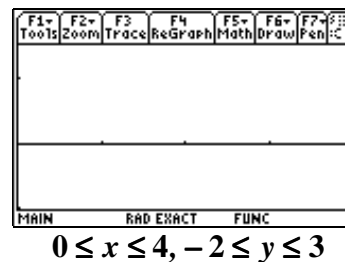 F1 F2 F3 F4 F5 F6 F7
Tools Zoom Trace ReGraph Math Draw Pen :C
MAIN RAD EXACT FUNC
0 ≤ x ≤ 4, – 2 ≤ y ≤ 3